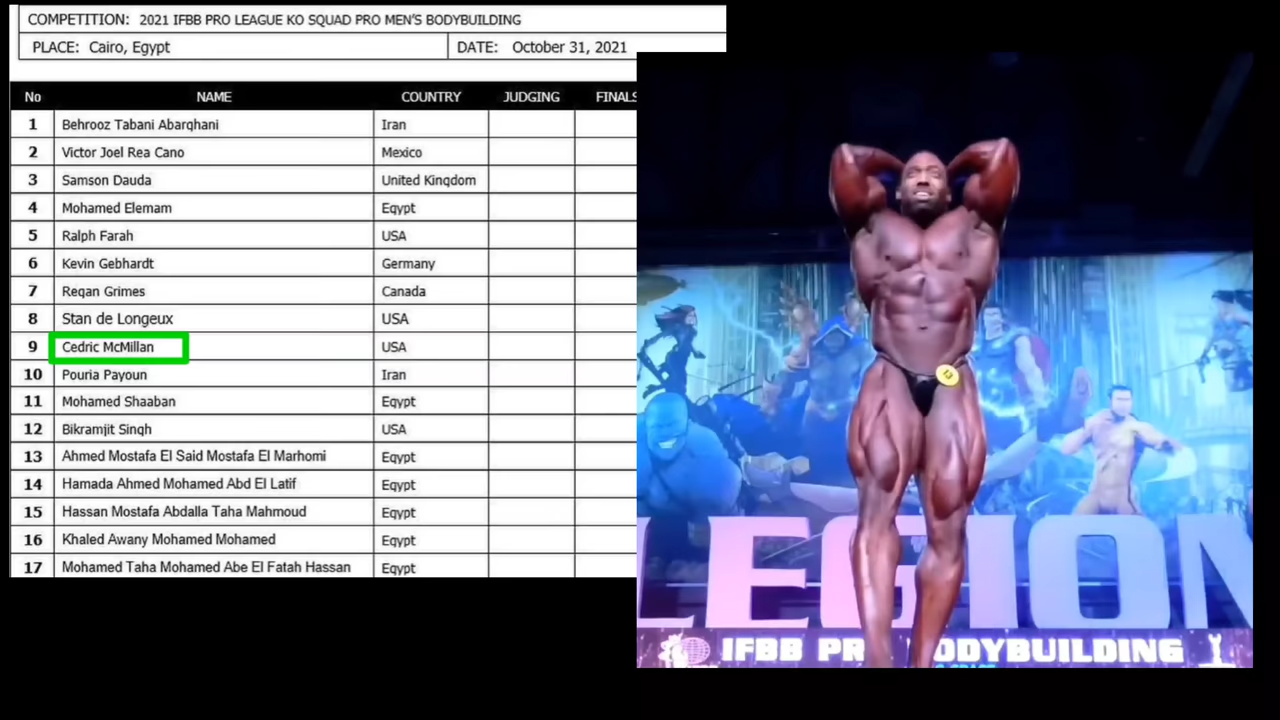 COMPETITION: 2021 IFBB PRO LEAGUE KO SQUAD PRO MEN'S BODYBUILDING
PLACE: Cairo, Egypt DATE: October 31, 2021
No NAME COUNTRY JUDGING FINALS
1 Behrooz Tabani Abarqhani Iran
2 Victor Joel Rea Cano Mexico
3 Samson Dauda United Kingdom
4 Mohamed Elemam Egypt
5 Ralph Farah USA
6 Kevin Gebhardt Germany
7 Regan Grimes Canada
8 Stan de Longeux USA
9 Cedric McMillan USA
10 Pouria Payoun Iran
11 Mohamed Shaaban Egypt
12 Bikramjit Singh USA
13 Ahmed Mostafa El Said Mostafa El Marhomi Egypt
14 Hamada Ahmed Mohamed Abd El Latif Egypt
15 Hassan Mostafa Abdalla Taha Mahmoud Egypt
16 Khaled Awany Mohamed Mohamed Egypt
17 Mohamed Taha Mohamed Abe El Fatah Hassan Egypt
13
LEGION
IFBB PR ODYBUILDING